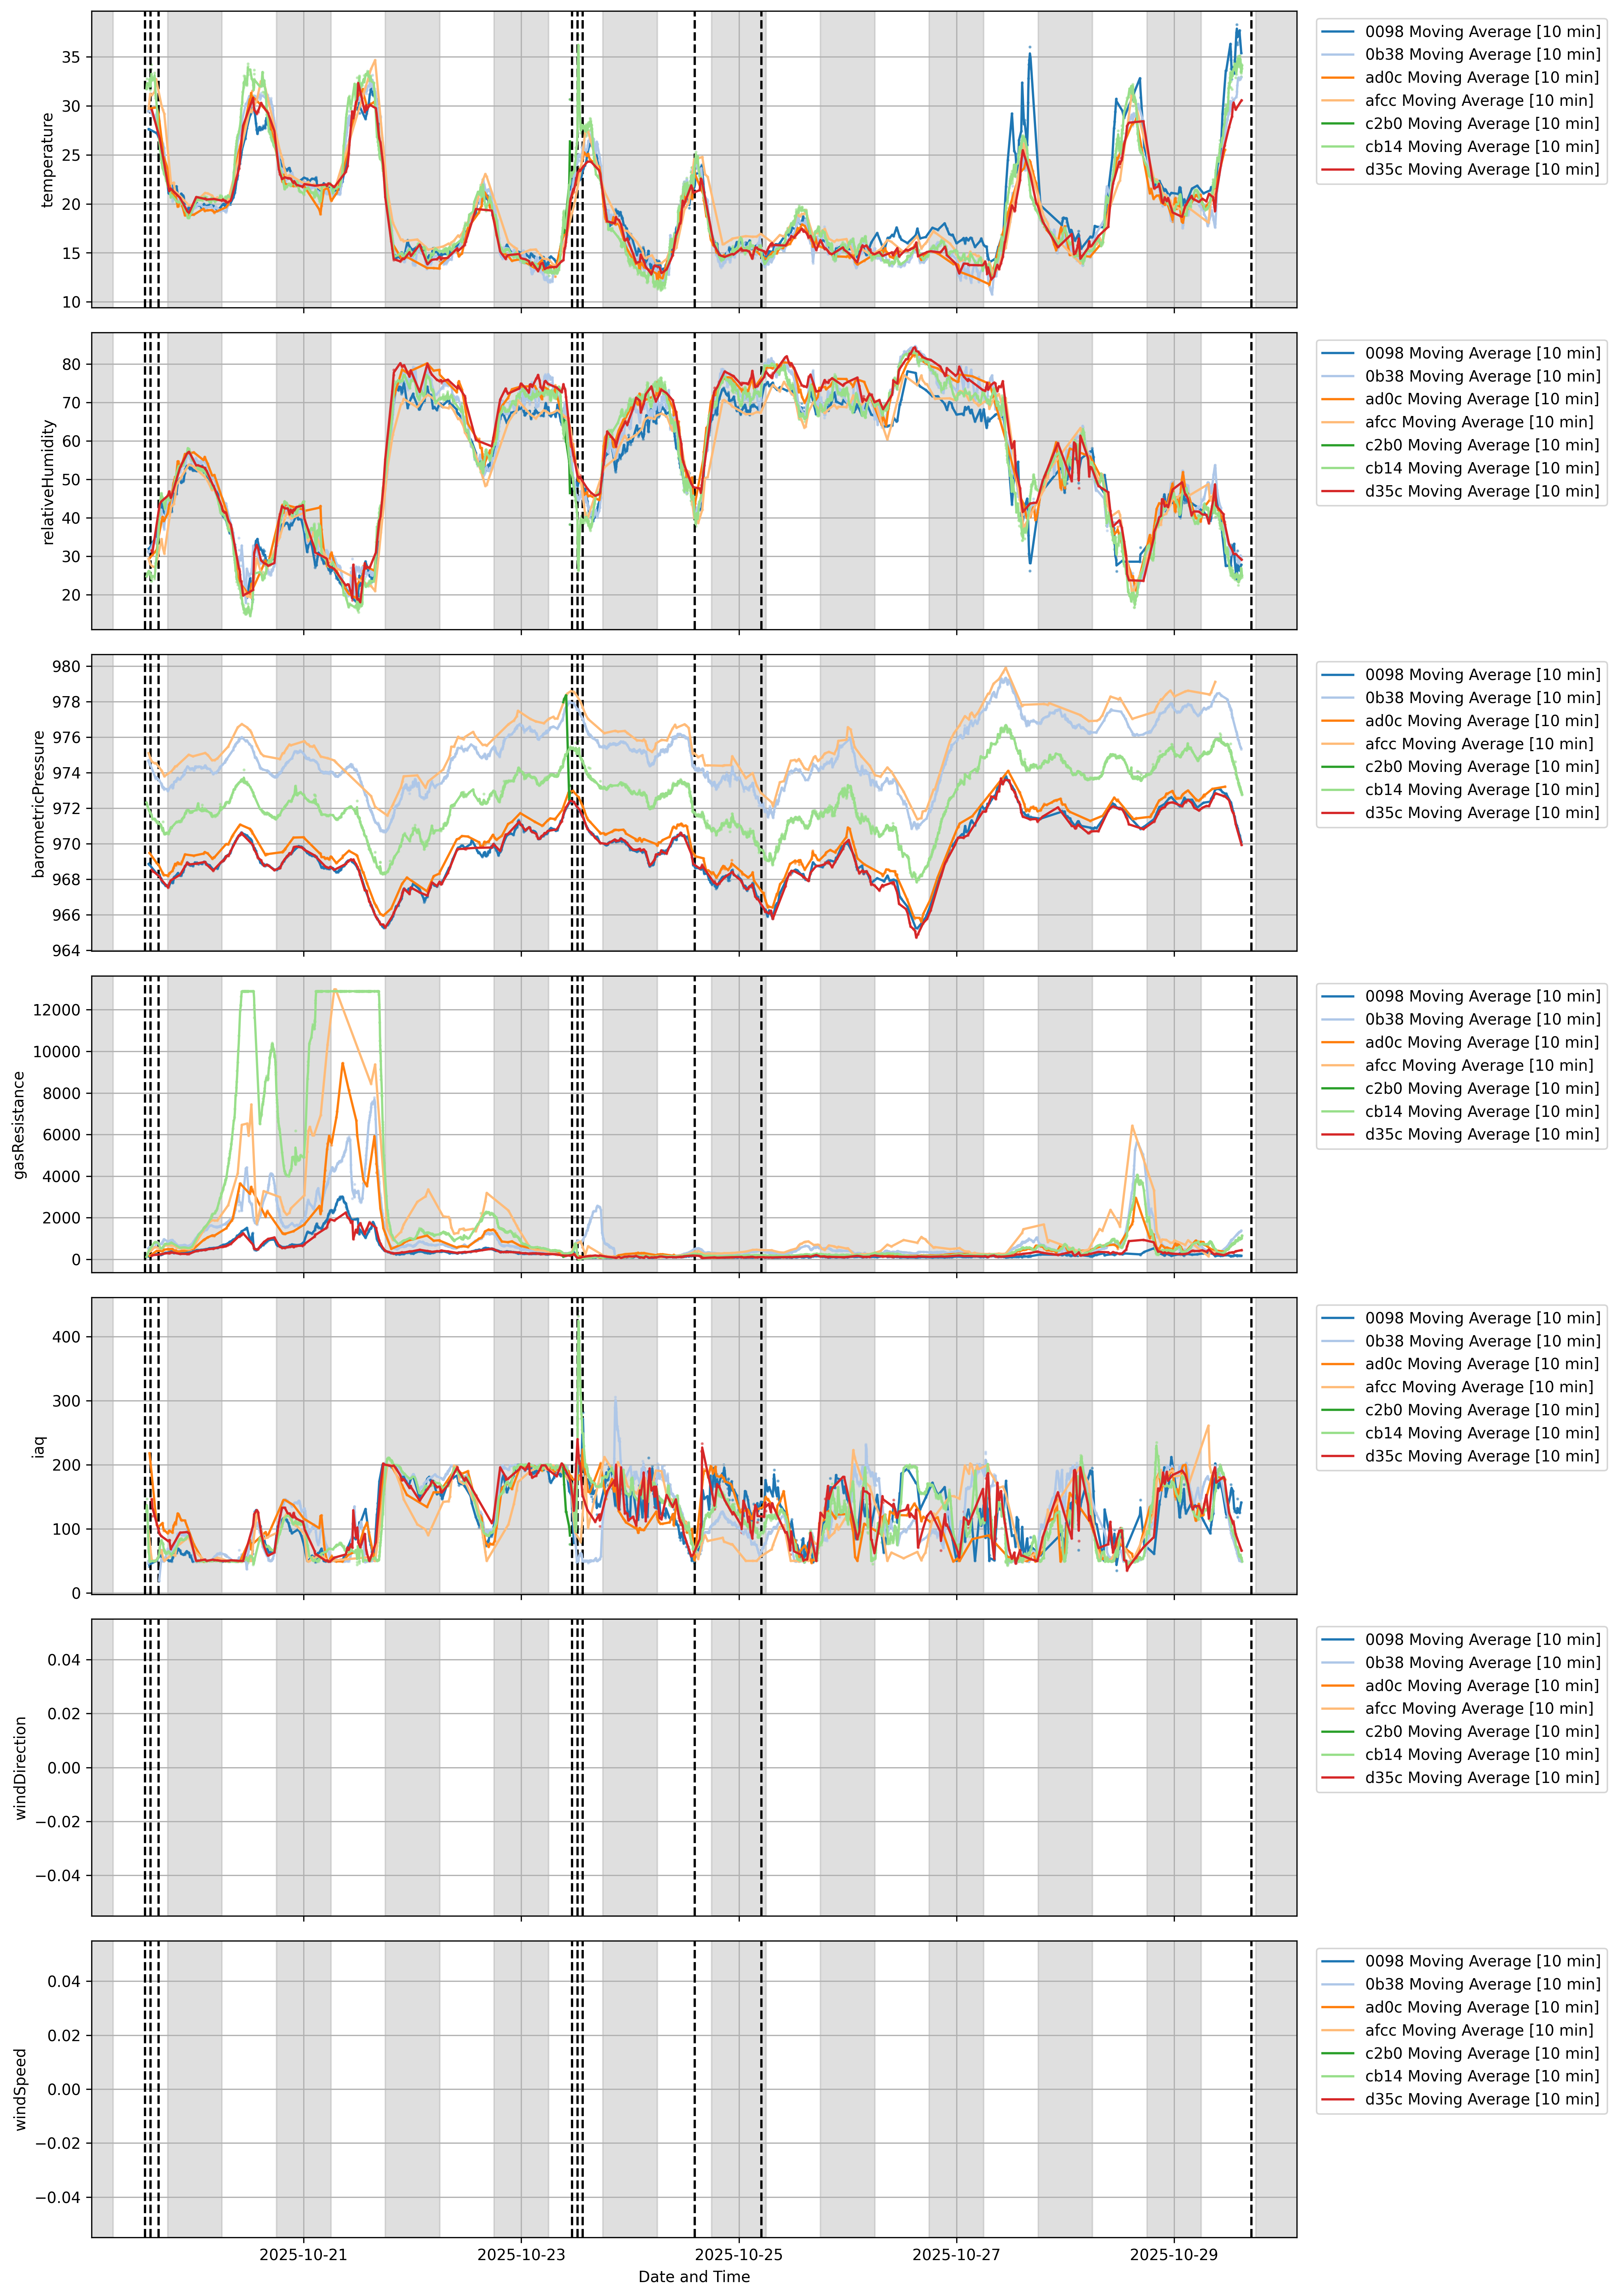 35
30
25
20
15
10
temperature
0098 Moving Average [10 min]
0b38 Moving Average [10 min]
ad0c Moving Average [10 min]
afcc Moving Average [10 min]
c2b0 Moving Average [10 min]
cb14 Moving Average [10 min]
d35c Moving Average [10 min]
80
70
60
50
40
30
20
relativeHumidity
0098 Moving Average [10 min]
0b38 Moving Average [10 min]
ad0c Moving Average [10 min]
afcc Moving Average [10 min]
c2b0 Moving Average [10 min]
cb14 Moving Average [10 min]
d35c Moving Average [10 min]
980
978
976
974
972
970
968
966
964
barometricPressure
0098 Moving Average [10 min]
0b38 Moving Average [10 min]
ad0c Moving Average [10 min]
afcc Moving Average [10 min]
c2b0 Moving Average [10 min]
cb14 Moving Average [10 min]
d35c Moving Average [10 min]
12000
10000
8000
6000
4000
2000
0
gasResistance
0098 Moving Average [10 min]
0b38 Moving Average [10 min]
ad0c Moving Average [10 min]
afcc Moving Average [10 min]
c2b0 Moving Average [10 min]
cb14 Moving Average [10 min]
d35c Moving Average [10 min]
400
300
200
100
0
iaq
0098 Moving Average [10 min]
0b38 Moving Average [10 min]
ad0c Moving Average [10 min]
afcc Moving Average [10 min]
c2b0 Moving Average [10 min]
cb14 Moving Average [10 min]
d35c Moving Average [10 min]
0.04
0.02
0.00
−0.02
−0.04
windDirection
0098 Moving Average [10 min]
0b38 Moving Average [10 min]
ad0c Moving Average [10 min]
afcc Moving Average [10 min]
c2b0 Moving Average [10 min]
cb14 Moving Average [10 min]
d35c Moving Average [10 min]
0.04
0.02
0.00
−0.02
−0.04
windSpeed
0098 Moving Average [10 min]
0b38 Moving Average [10 min]
ad0c Moving Average [10 min]
afcc Moving Average [10 min]
c2b0 Moving Average [10 min]
cb14 Moving Average [10 min]
d35c Moving Average [10 min]
2025-10-21
2025-10-23
2025-10-25
2025-10-27
2025-10-29
Date and Time